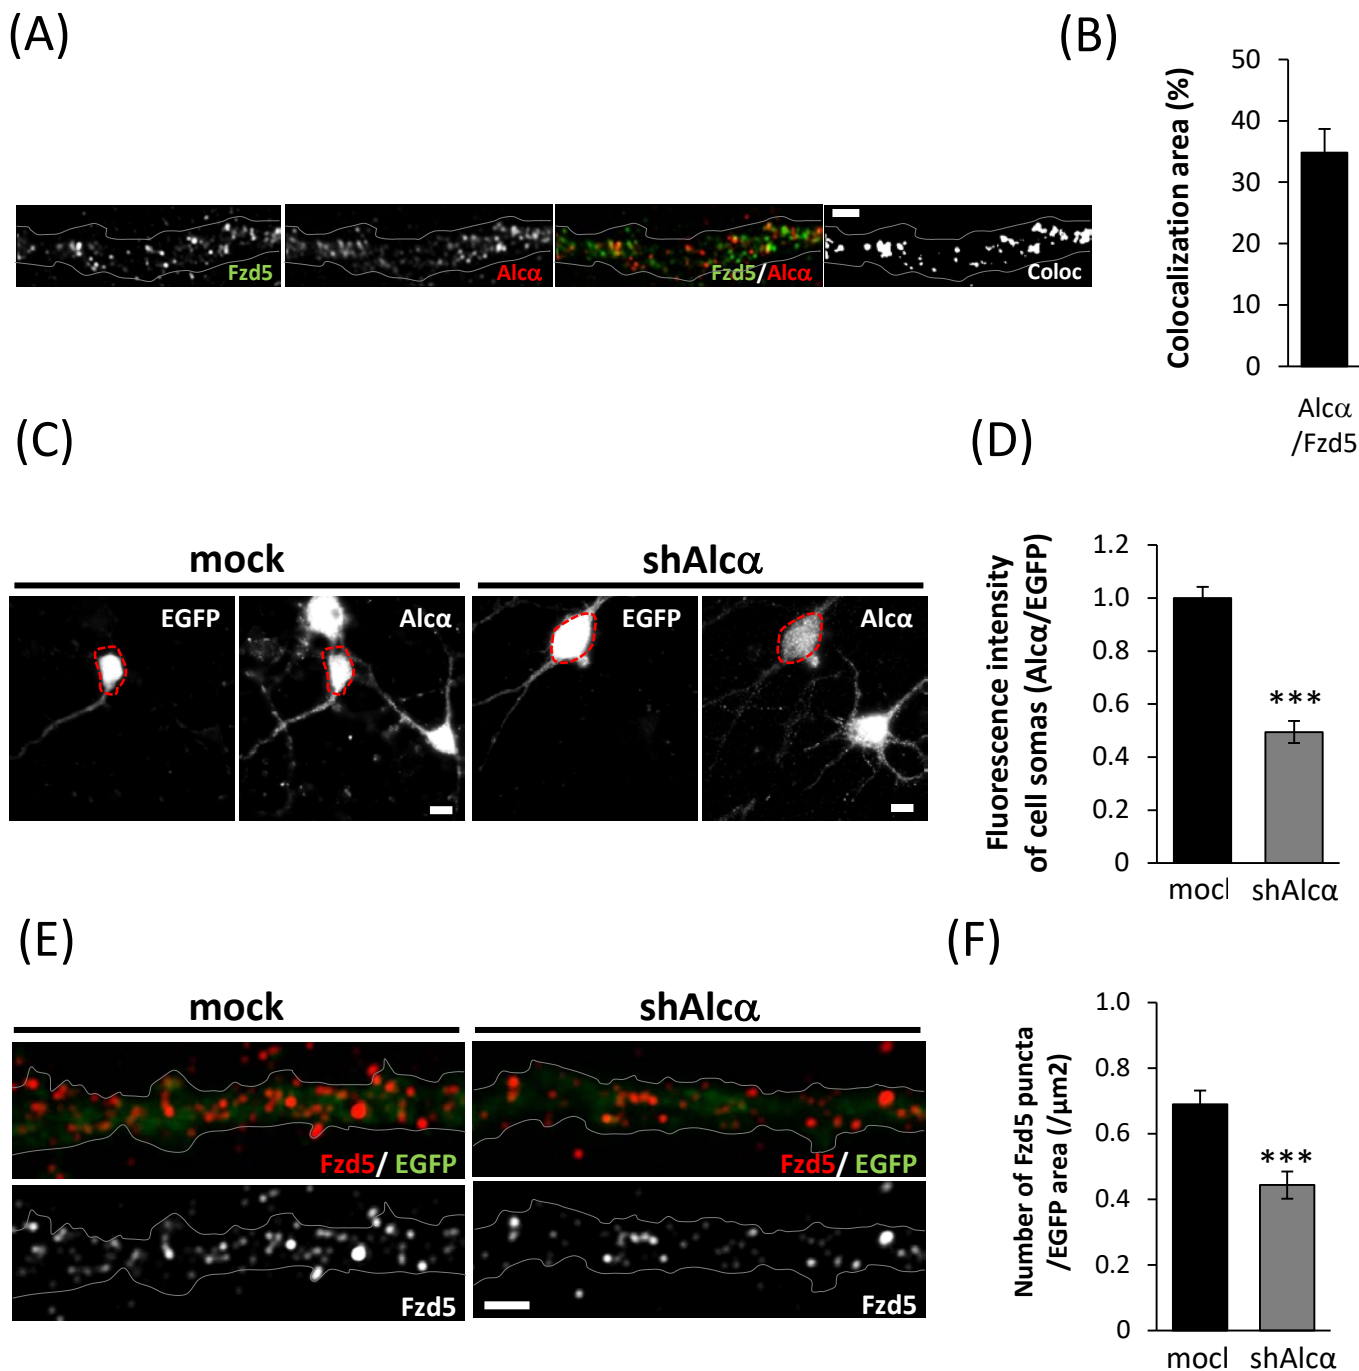 (A)
Fzd5
Alcα
Fzd5/Alcα
Coloc
(B)
Colocalization area (%)
50
40
30
20
10
0
Alcα
/Fzd5
(C)
mock
shAlcα
EGFP
Alcα
EGFP
Alcα
(D)
Fluorescence intensity
of cell somas (Alcα/EGFP)
1.2
1.0
0.8
0.6
0.4
0.2
0
***
mocl
shAlcα
(E)
mock
shAlcα
Fzd5/ EGFP
Fzd5/ EGFP
Fzd5
Fzd5
(F)
Number of Fzd5 puncta
/EGFP area (/μm2)
1.0
0.8
0.6
0.4
0.2
0
***
mocl
shAlcα